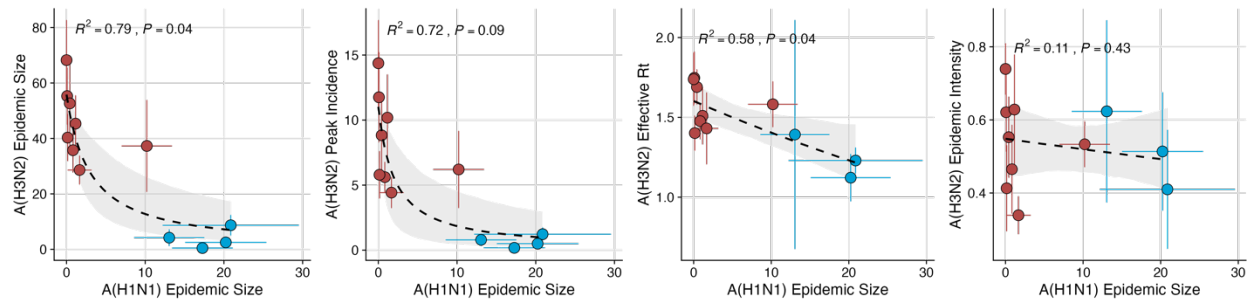 R² = 0.79 , P = 0.04
A(H3N2) Epidemic Size
80
60
40
20
0
0 10 20 30
A(H1N1) Epidemic Size
R² = 0.72 , P = 0.09
A(H3N2) Peak Incidence
15
10
5
0
0 10 20 30
A(H1N1) Epidemic Size
R² = 0.58 , P = 0.04
A(H3N2) Effective Rt
2.0
1.5
1.0
0 10 20 30
A(H1N1) Epidemic Size
R² = 0.11 , P = 0.43
A(H3N2) Epidemic Intensity
0.8
0.6
0.4
0 10 20 30
A(H1N1) Epidemic Size